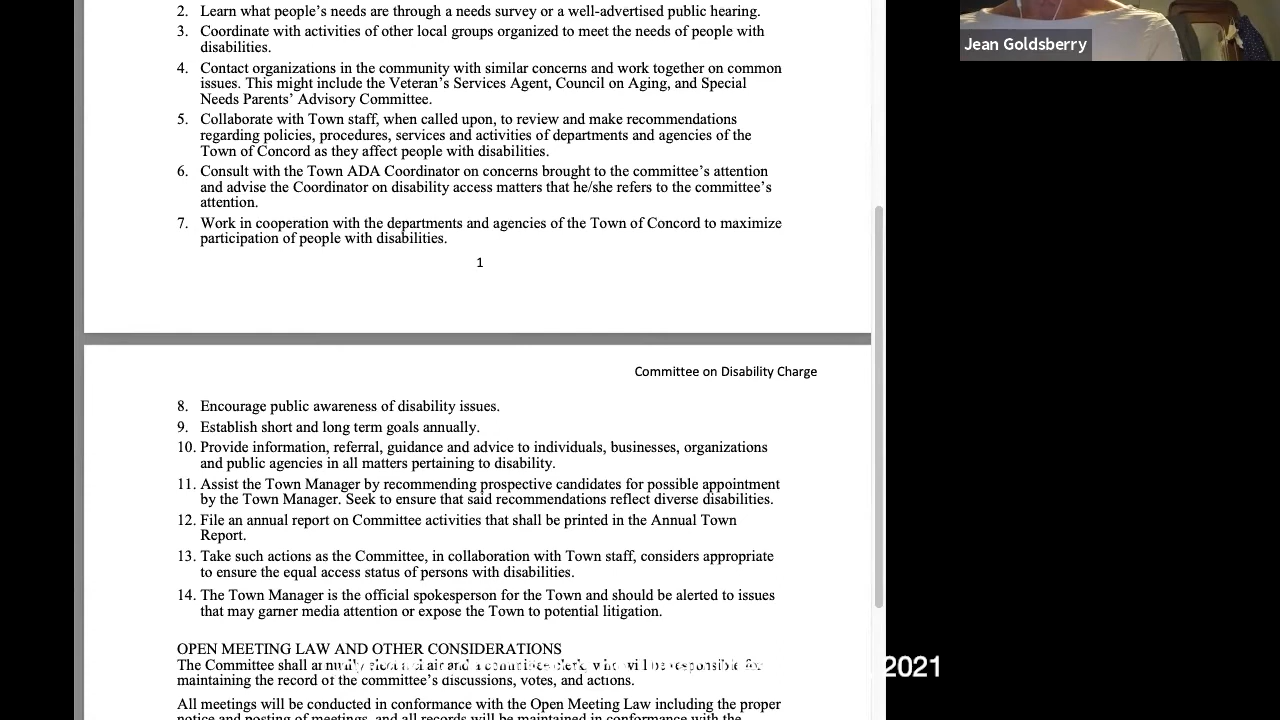 2. Learn what people's needs are through a needs survey or a well-advertised public hearing.
3. Coordinate with activities of other local groups organized to meet the needs of people with
disabilities.
4. Contact organizations in the community with similar concerns and work together on common
issues. This might include the Veteran's Services Agent, Council on Aging, and Special
Needs Parents' Advisory Committee.
5. Collaborate with Town staff, when called upon, to review and make recommendations
regarding policies, procedures, services and activities of departments and agencies of the
Town of Concord as they affect people with disabilities.
6. Consult with the Town ADA Coordinator on concerns brought to the committee's attention
and advise the Coordinator on disability access matters that he/she refers to the committee's
attention.
7. Work in cooperation with the departments and agencies of the Town of Concord to maximize
participation of people with disabilities.
1
Committee on Disability Charge
8. Encourage public awareness of disability issues.
9. Establish short and long term goals annually.
10. Provide information, referral, guidance and advice to individuals, businesses, organizations
and public agencies in all matters pertaining to disability.
11. Assist the Town Manager by recommending prospective candidates for possible appointment
by the Town Manager. Seek to ensure that said recommendations reflect diverse disabilities.
12. File an annual report on Committee activities that shall be printed in the Annual Town
Report.
13. Take such actions as the Committee, in collaboration with Town staff, considers appropriate
to ensure the equal access status of persons with disabilities.
14. The Town Manager is the official spokesperson for the Town and should be alerted to issues
that may garner media attention or expose the Town to potential litigation.
OPEN MEETING LAW AND OTHER CONSIDERATIONS
The Committee shall
maintaining the record of the committee's discussions, votes, and actions.
All meetings will be conducted in conformance with the Open Meeting Law including the proper
notice and posting of meetings, and all records will be maintained in conformance with the
Jean Goldsberry
2021